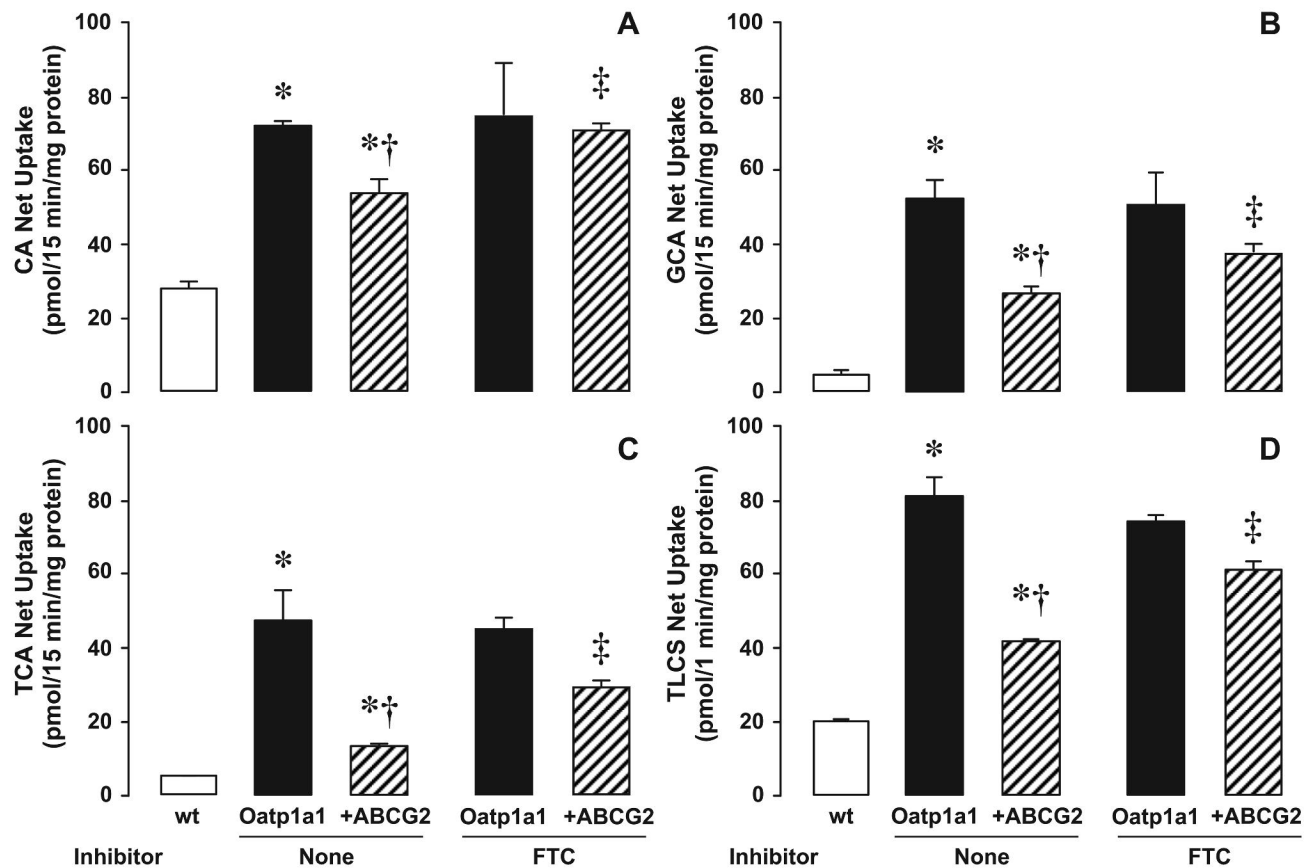 A
CA Net Uptake
(pmol/15 min/mg protein)
100
80
60
40
20
0
*
*†
‡
B
GCA Net Uptake
(pmol/15 min/mg protein)
100
80
60
40
20
0
*
*†
‡
C
TCA Net Uptake
(pmol/15 min/mg protein)
100
80
60
40
20
0
*
*†
‡
wt Oatp1a1 +ABCG2 Oatp1a1 +ABCG2
Inhibitor None FTC
D
TLCS Net Uptake
(pmol/1 min/mg protein)
100
80
60
40
20
0
*
*†
‡
wt Oatp1a1 +ABCG2 Oatp1a1 +ABCG2
Inhibitor None FTC